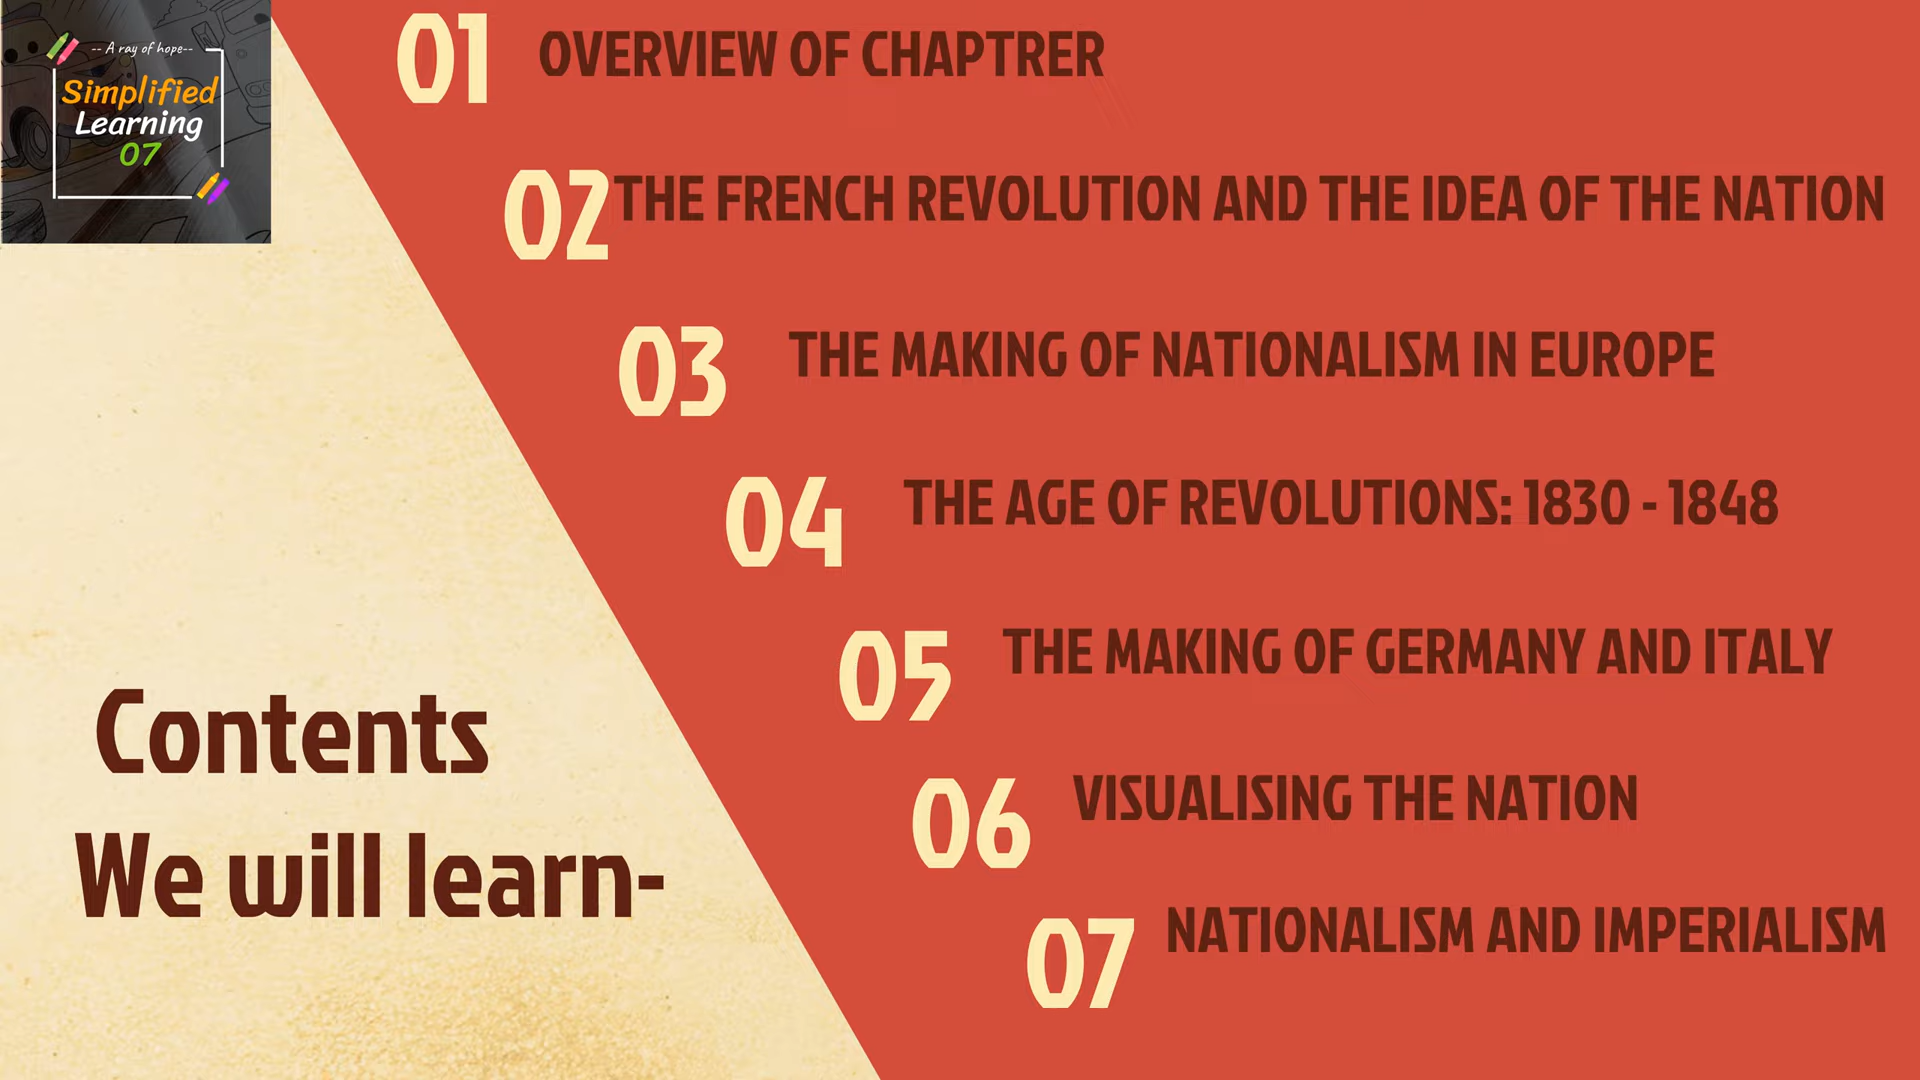 -- A ray of hope--
Simplified
Learning
07
01 OVERVIEW OF CHAPTRER
02 THE FRENCH REVOLUTION AND THE IDEA OF THE NATION
03 THE MAKING OF NATIONALISM IN EUROPE
04 THE AGE OF REVOLUTIONS: 1830 - 1848
05 THE MAKING OF GERMANY AND ITALY
06 VISUALISING THE NATION
07 NATIONALISM AND IMPERIALISM
Contents
We will learn-